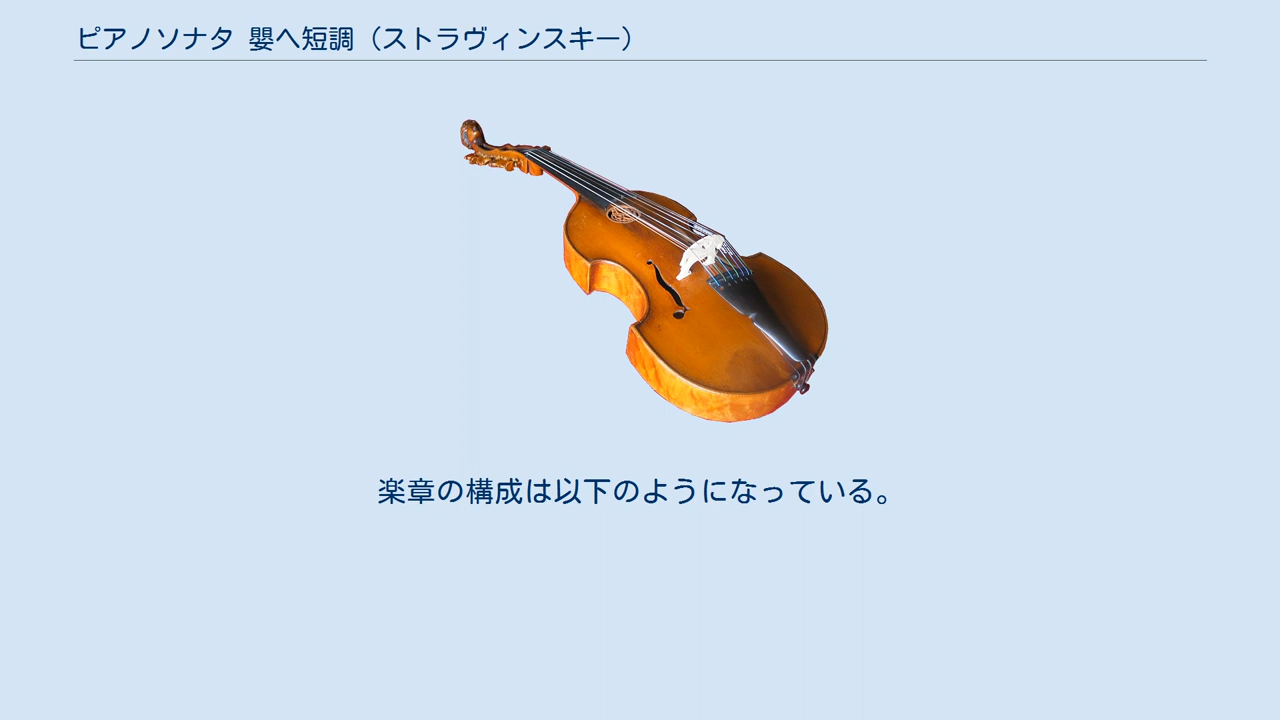 ピアノソナタ 嬰ヘ短調（ストラヴィンスキー）
楽章の構成は以下のようになっている。